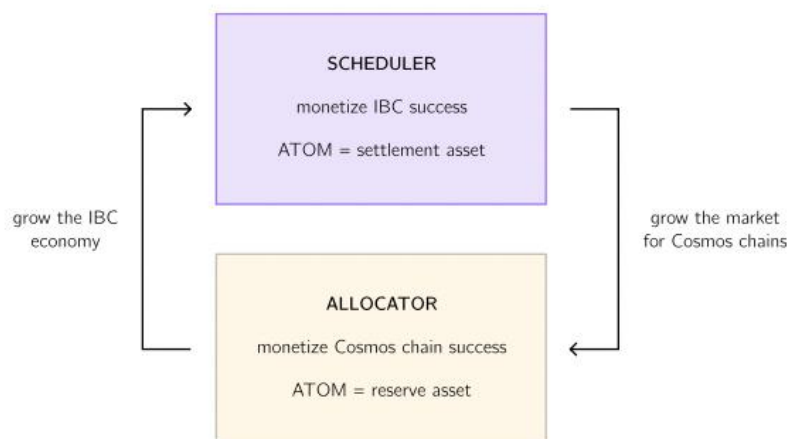 SCHEDULER
monetize IBC success
ATOM = settlement asset
grow the IBC
economy
grow the market
for Cosmos chains
ALLOCATOR
monetize Cosmos chain success
ATOM = reserve asset